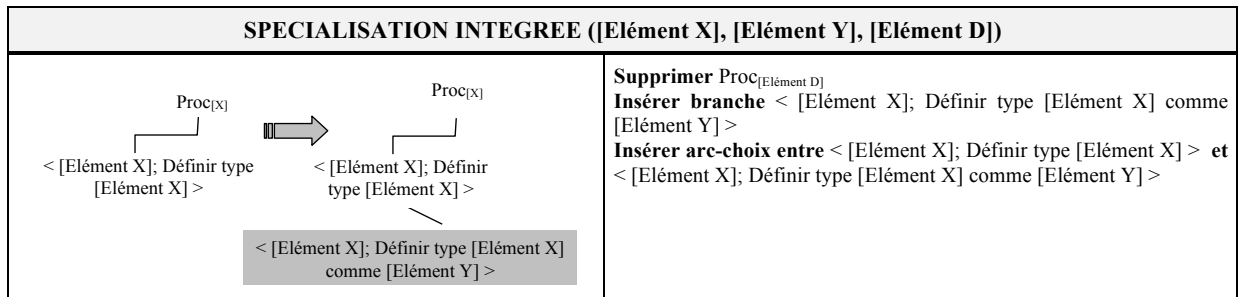 SPECIALISATION INTEGREE ([Elément X], [Elément Y], [Elément D])
Proc[X]
< [Elément X]; Définir type
[Elément X] >
Proc[X]
< [Elément X]; Définir
type [Elément X] >
< [Elément X]; Définir type [Elément X]
comme [Elément Y] >
Supprimer Proc[Elément D]
Insérer branche < [Elément X]; Définir type [Elément X] comme
[Elément Y] >
Insérer arc-choix entre < [Elément X]; Définir type [Elément X] > et
< [Elément X]; Définir type [Elément X] comme [Elément Y] >